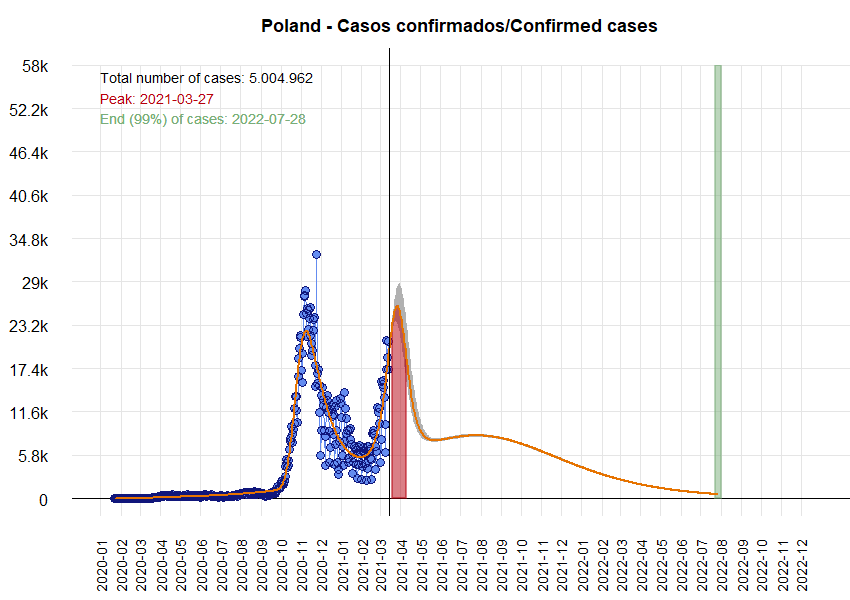 Poland - Casos confirmados/Confirmed cases
58k
Total number of cases: 5.004.962
Peak: 2021-03-27
End (99%) of cases: 2022-07-28
52.2k
46.4k
40.6k
34.8k
29k
23.2k
17.4k
11.6k
5.8k
0
2020-01
2020-02
2020-03
2020-04
2020-05
2020-06
2020-07
2020-08
2020-09
2020-10
2020-11
2020-12
2021-01
2021-02
2021-03
2021-04
2021-05
2021-06
2021-07
2021-08
2021-09
2021-10
2021-11
2021-12
2022-01
2022-02
2022-03
2022-04
2022-05
2022-06
2022-07
2022-08
2022-09
2022-10
2022-11
2022-12